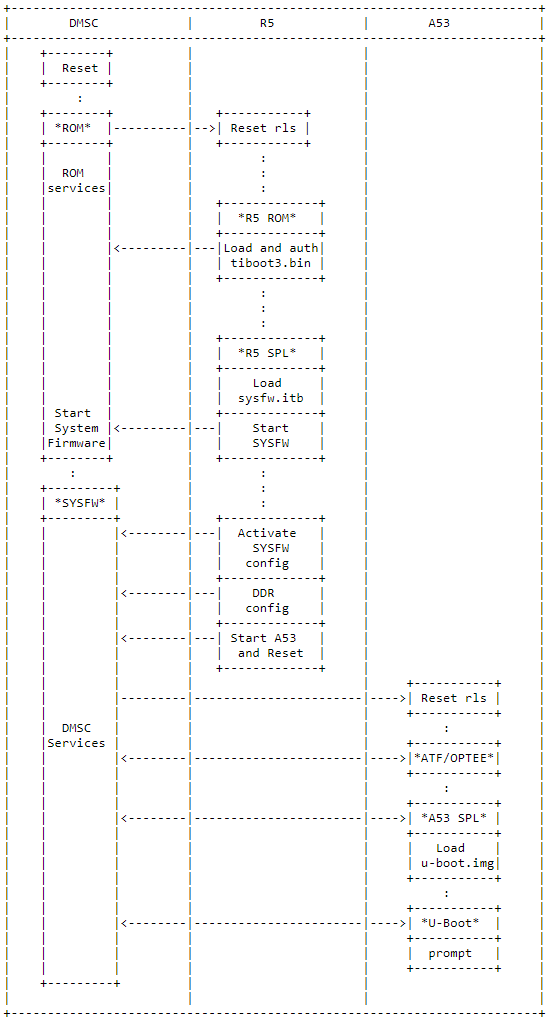 DMSC R5 A53
Reset
:
*ROM* Reset rls
:
ROM :
services :
*R5 ROM*
Load and auth
tiboot3.bin
:
:
:
*R5 SPL*
Load
sysfw.itb
Start
System Start
Firmware SYSFW
: :
:
*SYSFW* :
Activate
SYSFW
config
DDR
config
Start A53
and Reset
Reset rls
DMSC :
Services
*ATF/OPTEE*
:
*A53 SPL*
Load
u-boot.img
:
*U-Boot*
prompt